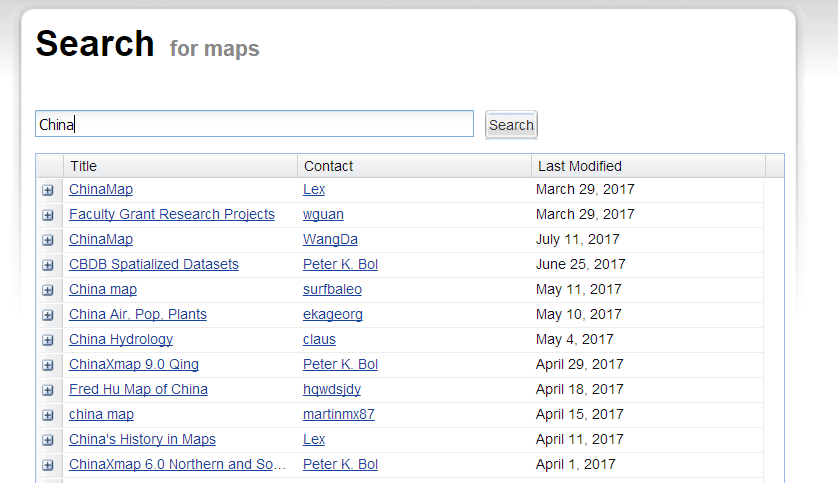 Search for maps
China Search
Title Contact Last Modified
ChinaMap Lex March 29, 2017
Faculty Grant Research Projects wguan March 29, 2017
ChinaMap WangDa July 11, 2017
CBDB Spatialized Datasets Peter K. Bol June 25, 2017
China map surfbaleo May 11, 2017
China Air, Pop, Plants ekageorg May 10, 2017
China Hydrology claus May 4, 2017
ChinaXmap 9.0 Qing Peter K. Bol April 29, 2017
Fred Hu Map of China hqwdsjdy April 18, 2017
china map martinmx87 April 15, 2017
China's History in Maps Lex April 11, 2017
ChinaXmap 6.0 Northern and So... Peter K. Bol April 1, 2017